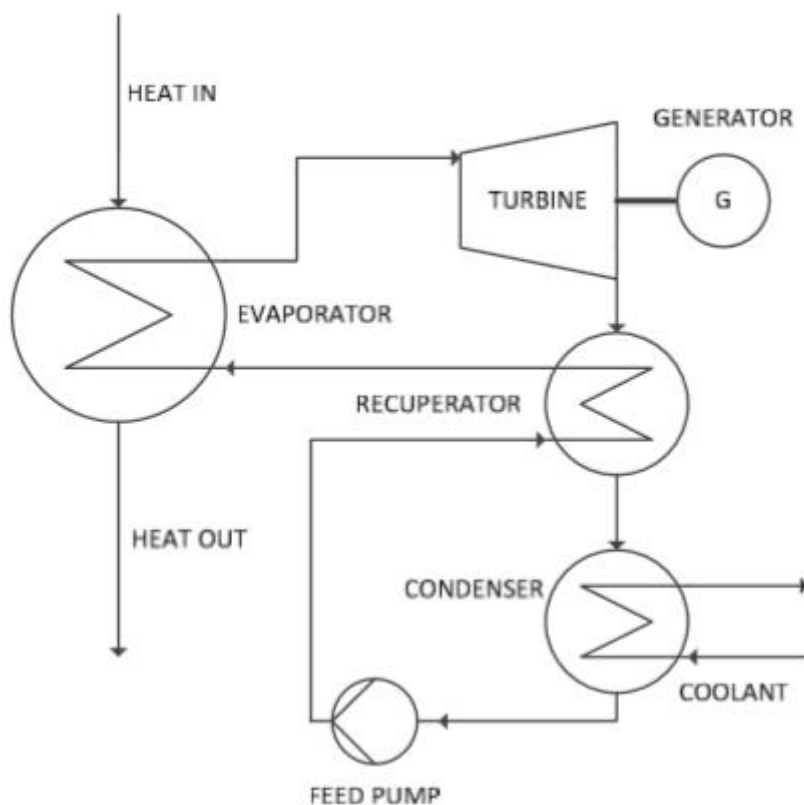 HEAT IN
GENERATOR
TURBINE
G
EVAPORATOR
RECUPERATOR
HEAT OUT
CONDENSER
COOLANT
FEED PUMP